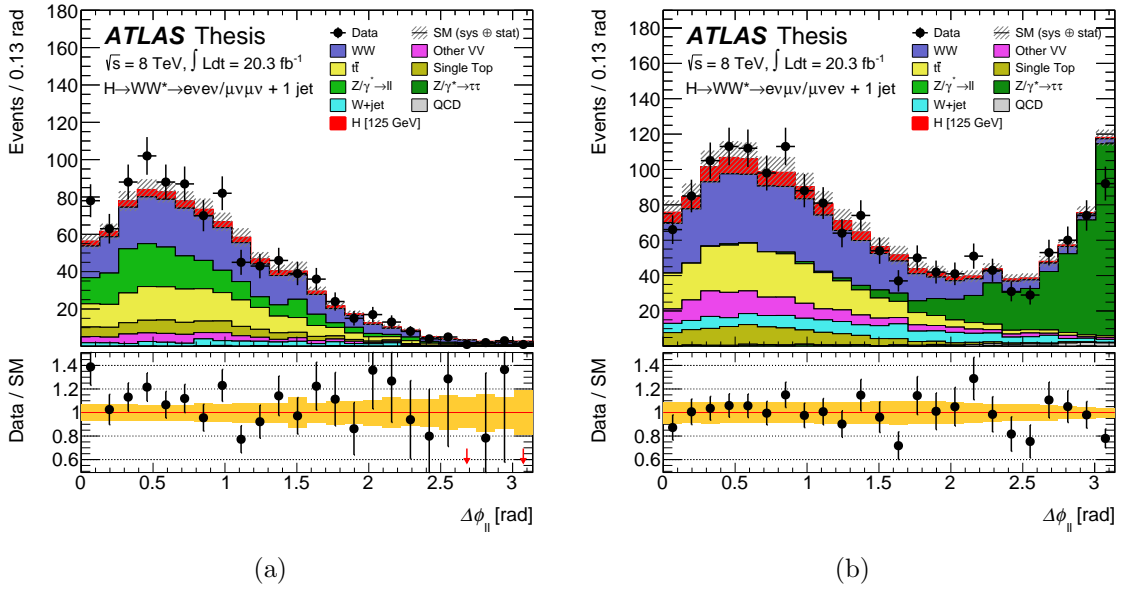 Events / 0.13 rad
180
160
140
120
100
80
60
40
20
ATLAS Thesis
√s = 8 TeV, ∫ Ldt = 20.3 fb⁻¹
H→WW*→eνeν/μνμν + 1 jet
Data
SM (sys ⊕ stat)
WW
Other VV
tt̄
Single Top
Z/γ*→ll
Z/γ*→ττ
W+jet
QCD
H [125 GeV]
Data / SM
1.4
1.2
1
0.8
0.6
0 0.5 1 1.5 2 2.5 3
Δϕ_ll [rad]
(a)
Events / 0.13 rad
180
160
140
120
100
80
60
40
20
ATLAS Thesis
√s = 8 TeV, ∫ Ldt = 20.3 fb⁻¹
H→WW*→eνμν/μνeν + 1 jet
Data
SM (sys ⊕ stat)
WW
Other VV
tt̄
Single Top
Z/γ*→ll
Z/γ*→ττ
W+jet
QCD
H [125 GeV]
Data / SM
1.4
1.2
1
0.8
0.6
0 0.5 1 1.5 2 2.5 3
Δϕ_ll [rad]
(b)